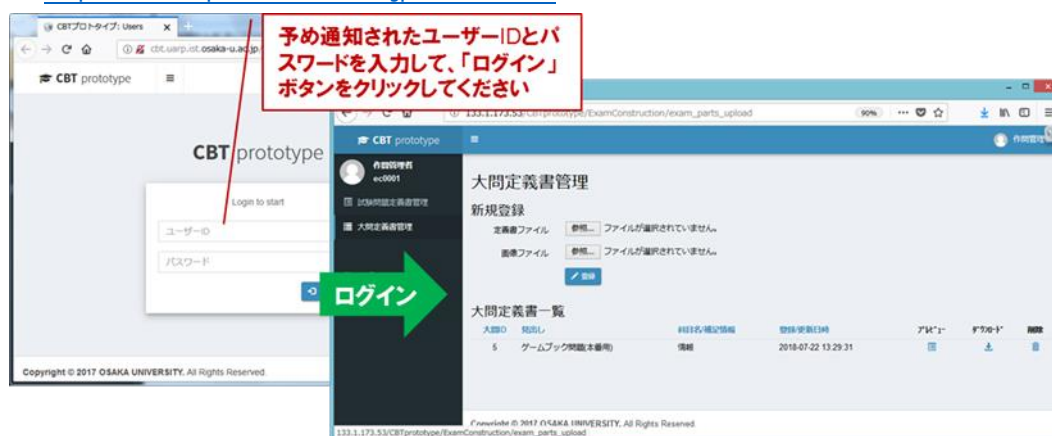 CBTプロトタイプ: Users
cbt.uarp.ist.osaka-u.ac.jp
CBT prototype
予め通知されたユーザーIDとパ
スワードを入力して、「ログイン」
ボタンをクリックしてください
CBT prototype
Login to start
ユーザーID
パスワード
Copyright © 2017 OSAKA UNIVERSITY. All Rights Reserved.
ログイン
133.1.173.53/CBTprototype/ExamConstruction/exam_parts_upload
90%
CBT prototype
作問管理者
作問管理者
ec0001
試験問題定義書管理
大問定義書管理
大問定義書管理
新規登録
定義書ファイル 参照... ファイルが選択されていません。
画像ファイル 参照... ファイルが選択されていません。
登録
大問定義書一覧
大問ID 見出し 科目名/補記情報 登録/更新日時 プレビュー ダウンロード 削除
5 ゲームブック問題(本番用) 情報 2018-07-22 13:29:31
Copyright © 2017 OSAKA UNIVERSITY. All Rights Reserved.
133.1.173.53/CBTprototype/ExamConstruction/exam_parts_upload